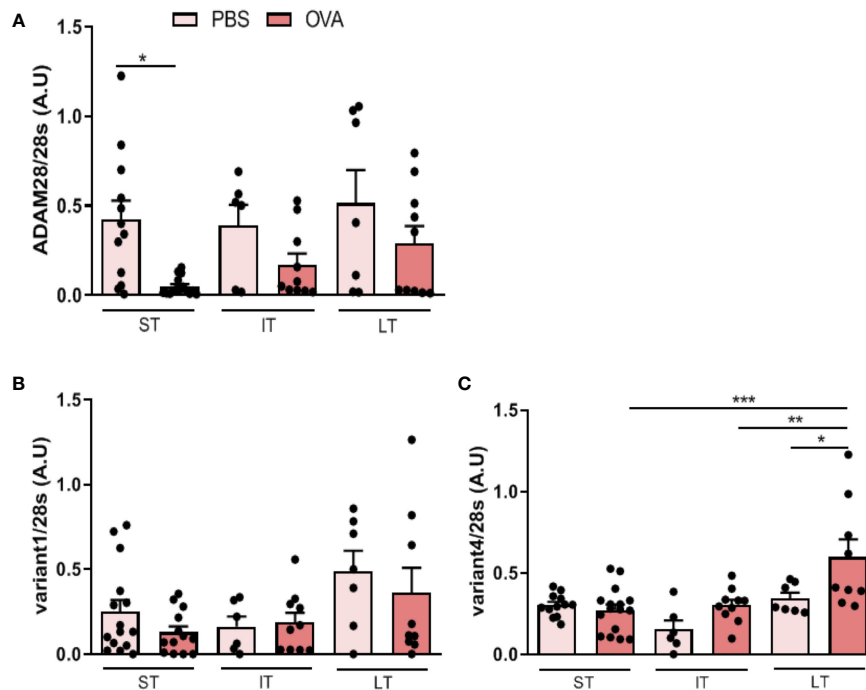 A
PBS OVA
ADAM28/28s (A.U)
1.5
1.0
0.5
0.0
*
ST IT LT
B
variant1/28s (A.U)
1.5
1.0
0.5
0.0
ST IT LT
C
variant4/28s (A.U)
1.5
1.0
0.5
0.0
***
**
*
ST IT LT